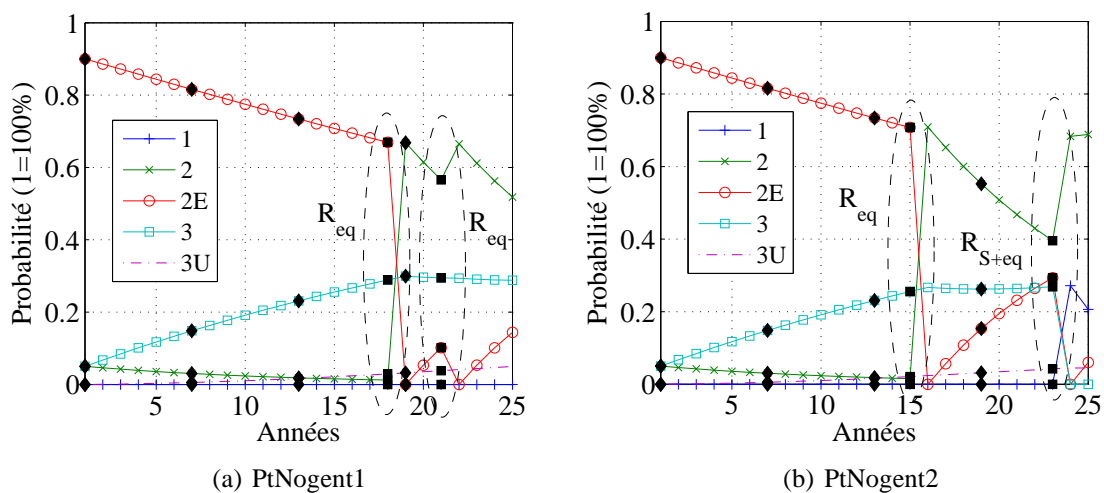 Probabilité (1=100%)
1
0.8
0.6
0.4
0.2
0
1
2
2E
3
3U
R_eq
R_eq
5
10
15
20
25
Années
(a) PtNogent1
Probabilité (1=100%)
1
0.8
0.6
0.4
0.2
0
1
2
2E
3
3U
R_eq
R_S+eq
5
10
15
20
25
Années
(b) PtNogent2